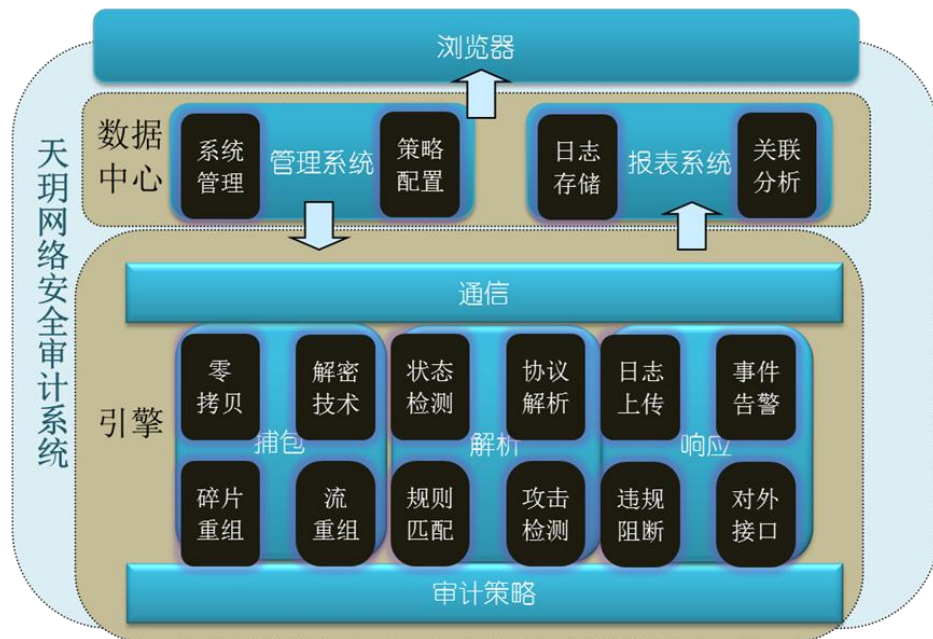 浏览器
天玥网络安全审计系统
数据
中心
系统
管理
管理系统
策略
配置
日志
存储
报表系统
关联
分析
引擎
通信
零
拷贝
解密
技术
状态
检测
协议
解析
日志
上传
事件
告警
捕包
解析
响应
碎片
重组
流
重组
规则
匹配
攻击
检测
违规
阻断
对外
接口
审计策略